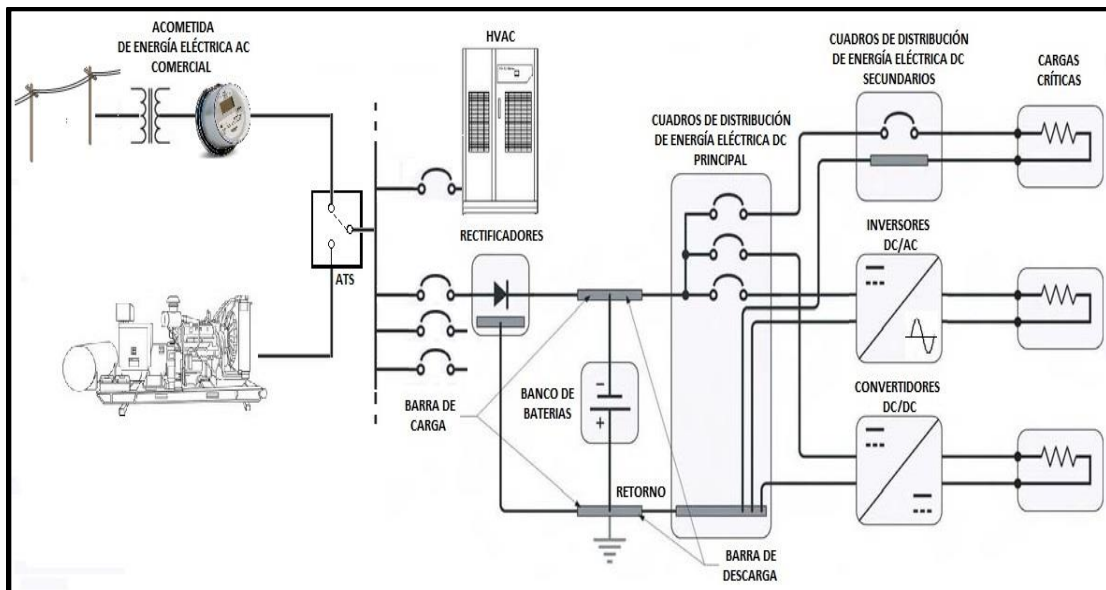 ACOMETIDA
DE ENERGÍA ELÉCTRICA AC
COMERCIAL
HVAC
CUADROS DE DISTRIBUCIÓN
DE ENERGÍA ELÉCTRICA DC
SECUNDARIOS
CARGAS
CRÍTICAS
CUADROS DE DISTRIBUCIÓN
DE ENERGÍA ELÉCTRICA DC
PRINCIPAL
RECTIFICADORES
INVERSORES
DC/AC
ATS
BARRA DE
CARGA
BANCO DE
BATERIAS
CONVERTIDORES
DC/DC
RETORNO
BARRA DE
DESCARGA